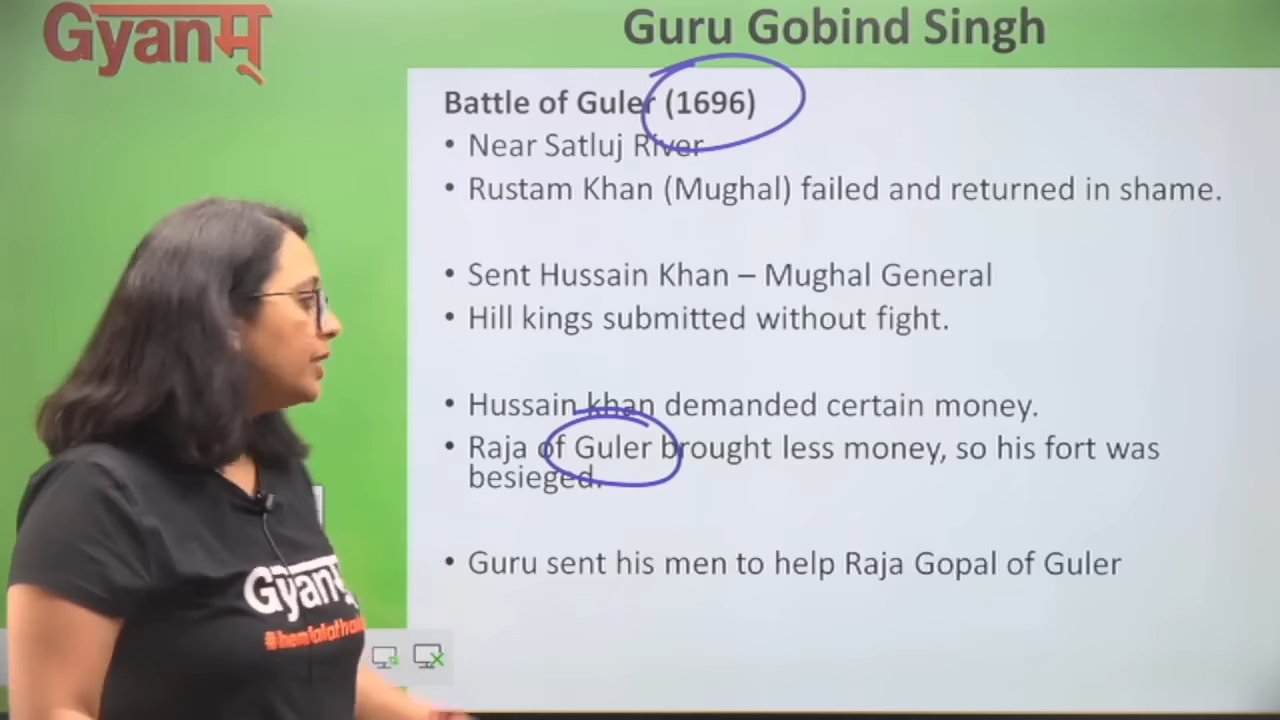 Gyanम्
Guru Gobind Singh
Battle of Guler (1696)
• Near Satluj River
• Rustam Khan (Mughal) failed and returned in shame.
• Sent Hussain Khan – Mughal General
• Hill kings submitted without fight.
• Hussain khan demanded certain money.
• Raja of Guler brought less money, so his fort was
besieged.
• Guru sent his men to help Raja Gopal of Guler
Gyanम्